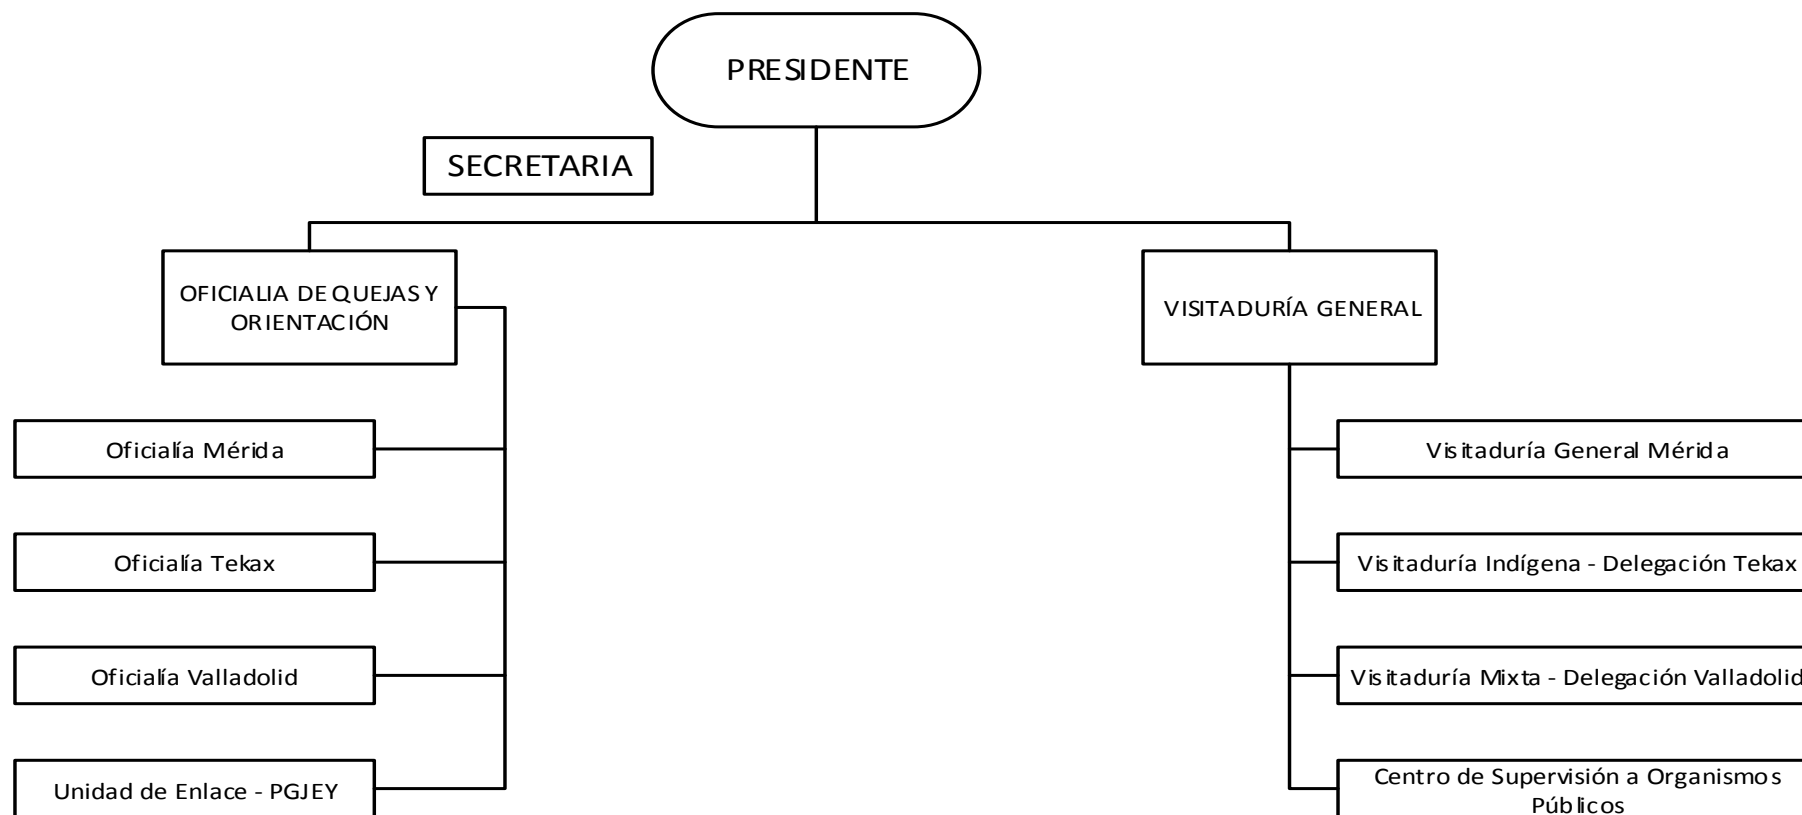 PRESIDENTE
SECRETARIA
OFICIALIA DE QUEJAS Y
ORIENTACIÓN
VISITADURÍA GENERAL
Oficialía Mérida
Visitaduría General Mérida
Oficialía Tekax
Visitaduría Indígena - Delegación Tekax
Oficialía Valladolid
Visitaduría Mixta - Delegación Valladolid
Unidad de Enlace - PGJEY
Centro de Supervisión a Organismos
Públicos